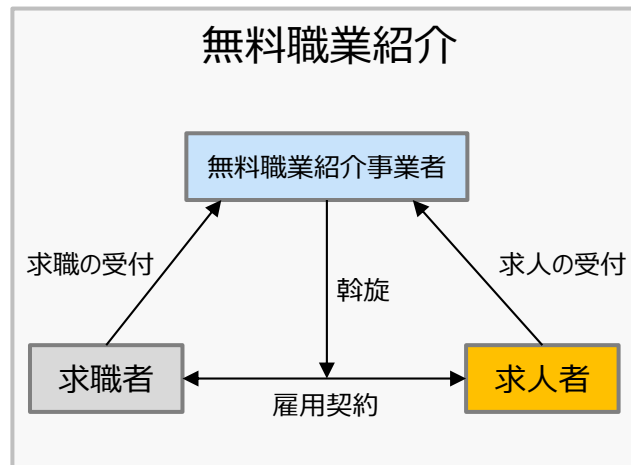 無料職業紹介
無料職業紹介事業者
求職の受付
求人の受付
斡旋
求職者
求人者
雇用契約